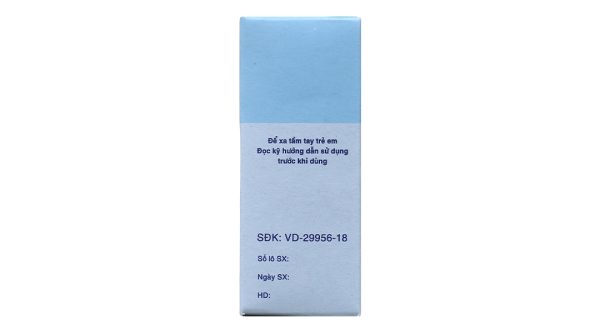 Để xa tầm tay trẻ em
Đọc kỹ hướng dẫn sử dụng
trước khi dùng
SĐK: VD-29956-18
Số lô SX:
Ngày SX:
HD: